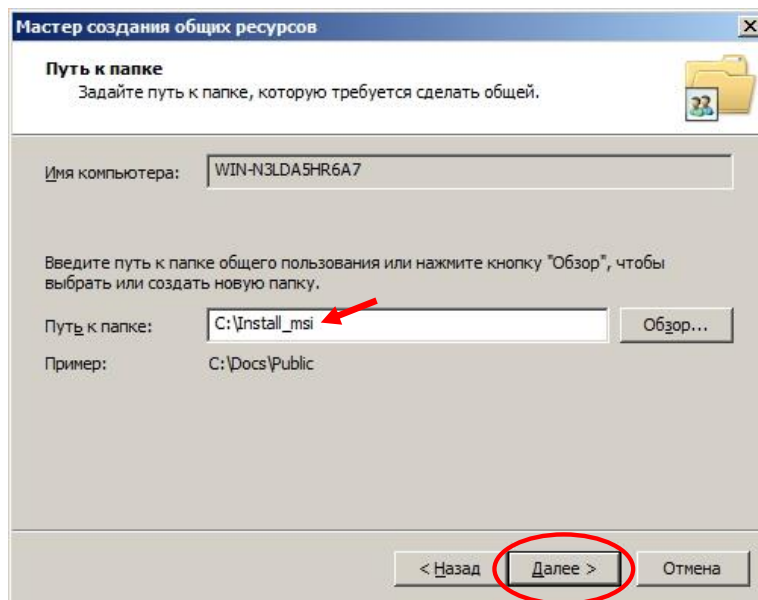 Мастер создания общих ресурсов
Путь к папке
Задайте путь к папке, которую требуется сделать общей.
Имя компьютера: WIN-N3LDA5HR6A7
Введите путь к папке общего пользования или нажмите кнопку "Обзор", чтобы
выбрать или создать новую папку.
Путь к папке: C:\Install_msi Обзор...
Пример: C:\Docs\Public
< Назад Далее > Отмена